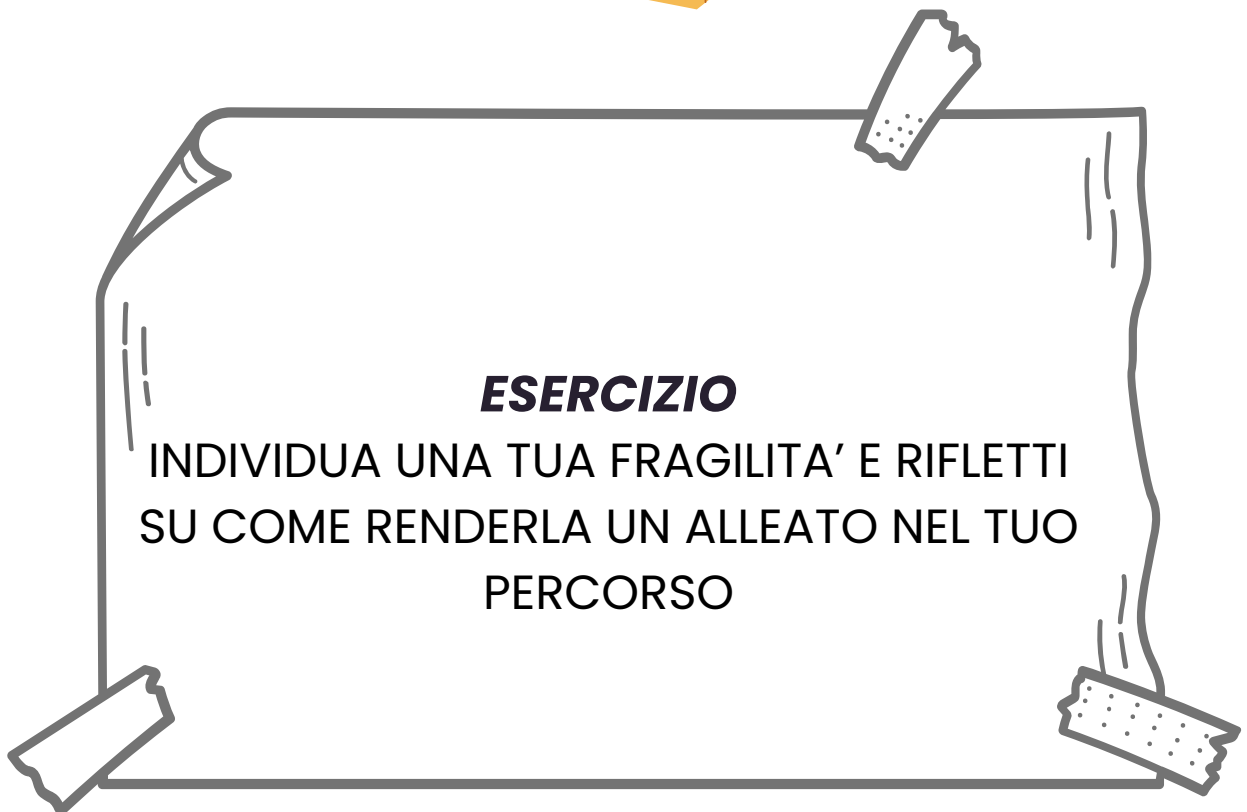 ESERCIZIO
INDIVIDUA UNA TUA FRAGILITA’ E RIFLETTI
SU COME RENDERLA UN ALLEATO NEL TUO
PERCORSO